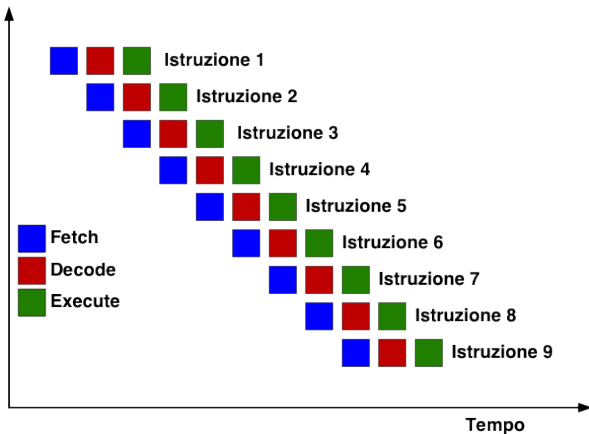 Istruzione 1
Istruzione 2
Istruzione 3
Istruzione 4
Istruzione 5
Istruzione 6
Istruzione 7
Istruzione 8
Istruzione 9
Fetch
Decode
Execute
Tempo